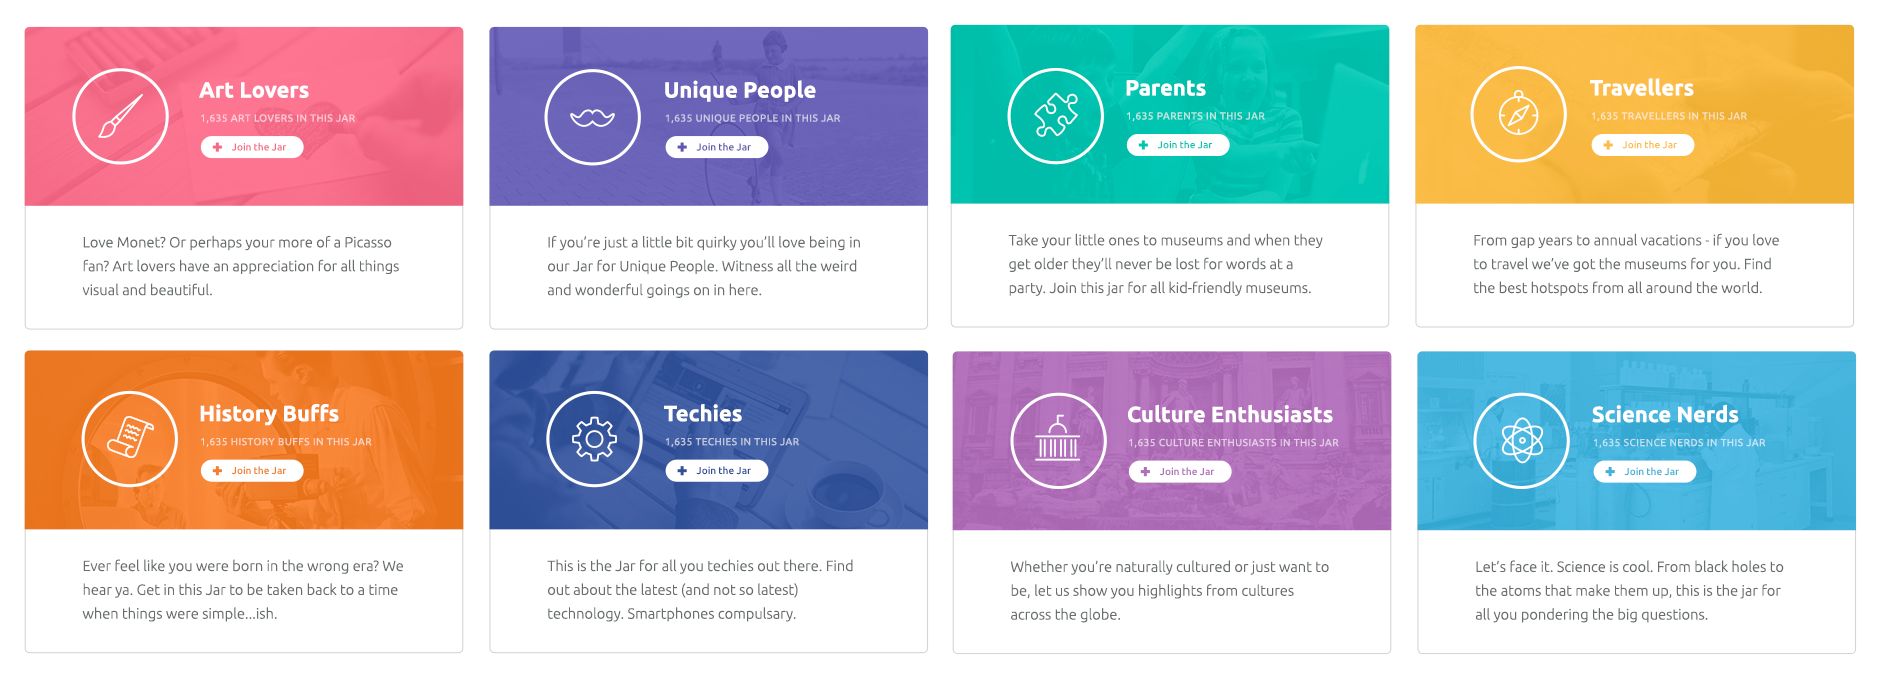 Art Lovers
1,635 ART LOVERS IN THIS JAR
Join the Jar
Love Monet? Or perhaps your more of a Picasso
fan? Art lovers have an appreciation for all things
visual and beautiful.
Unique People
1,635 UNIQUE PEOPLE IN THIS JAR
Join the Jar
If you’re just a little bit quirky you’ll love being in
our Jar for Unique People. Witness all the weird
and wonderful goings on in here.
Parents
1,635 PARENTS IN THIS JAR
Join the Jar
Take your little ones to museums and when they
get older they’ll never be lost for words at a
party. Join this jar for all kid-friendly museums.
Travellers
1,635 TRAVELLERS IN THIS JAR
Join the Jar
From gap years to annual vacations - if you love
to travel we’ve got the museums for you. Find
the best hotspots from all around the world.
History Buffs
1,635 HISTORY BUFFS IN THIS JAR
Join the Jar
Ever feel like you were born in the wrong era? We
hear ya. Get in this Jar to be taken back to a time
when things were simple...ish.
Techies
1,635 TECHIES IN THIS JAR
Join the Jar
This is the Jar for all you techies out there. Find
out about the latest (and not so latest)
technology. Smartphones compulsary.
Culture Enthusiasts
1,635 CULTURE ENTHUSIASTS IN THIS JAR
Join the Jar
Whether you’re naturally cultured or just want to
be, let us show you highlights from cultures
across the globe.
Science Nerds
1,635 SCIENCE NERDS IN THIS JAR
Join the Jar
Let’s face it. Science is cool. From black holes to
the atoms that make them up, this is the jar for
all you pondering the big questions.